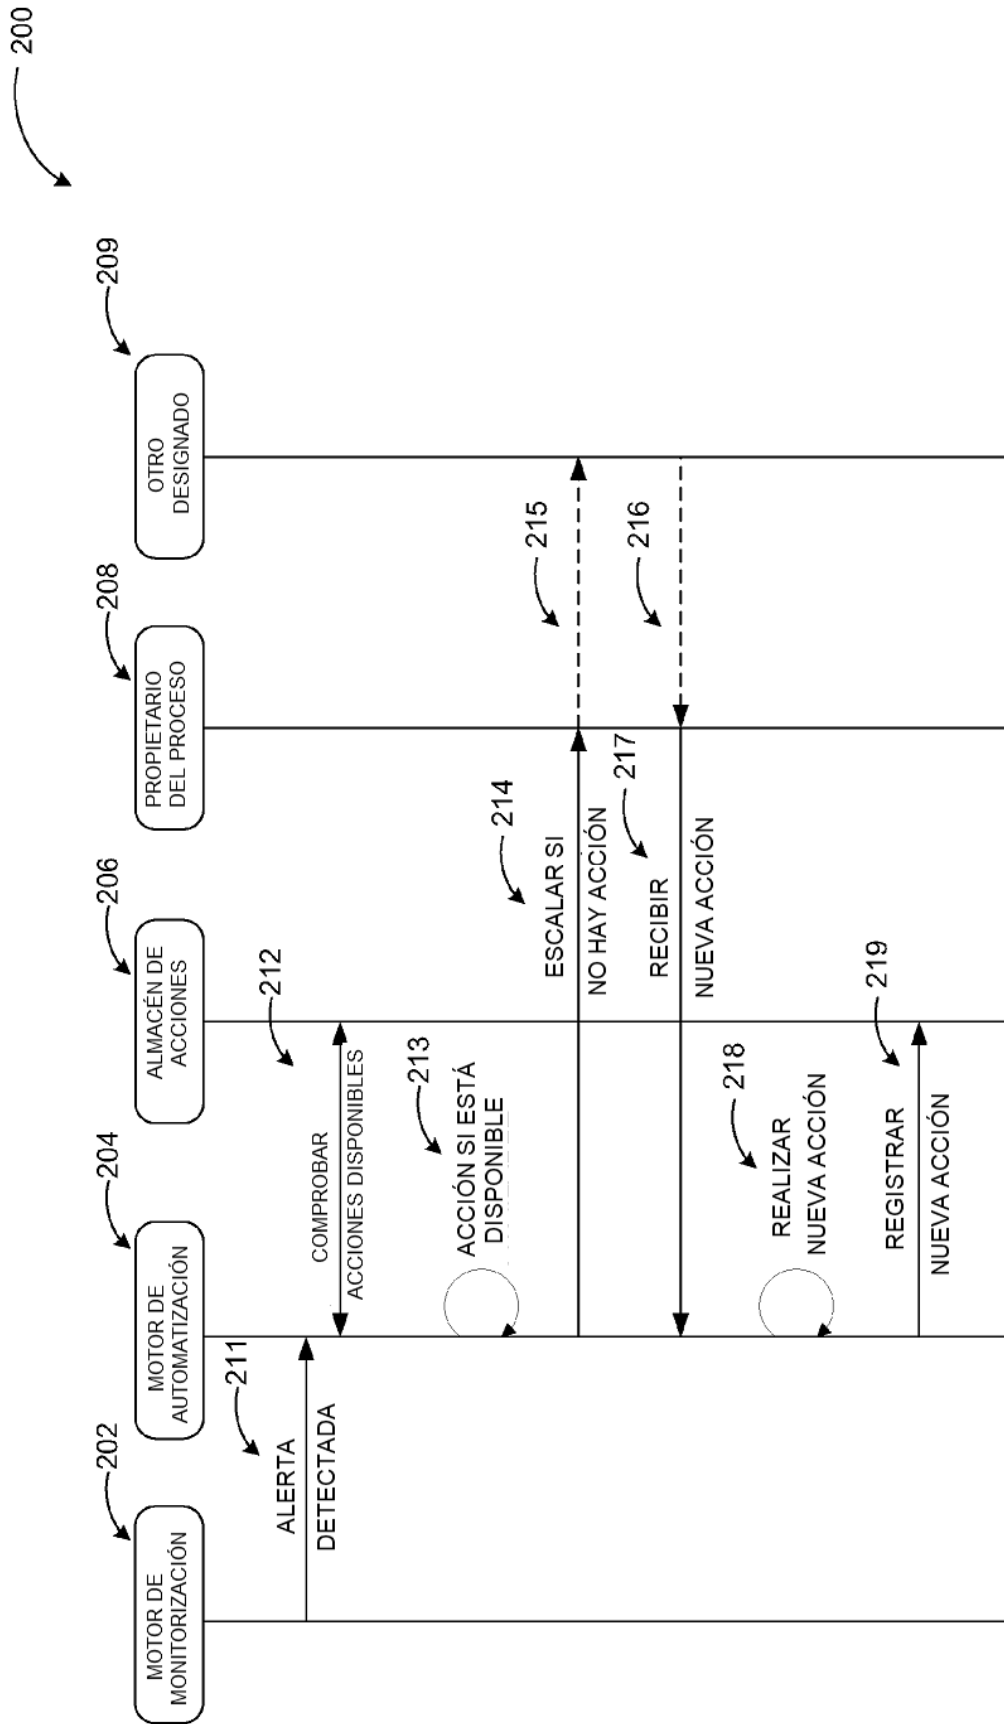 200
202
204
206
208
209
MOTOR DE
MONITORIZACIÓN
MOTOR DE
AUTOMATIZACIÓN
ALMACÉN DE
ACCIONES
PROPIETARIO
DEL PROCESO
OTRO
DESIGNADO
211
ALERTA
DETECTADA
212
COMPROBAR
ACCIONES DISPONIBLES
213
ACCIÓN SI ESTÁ
DISPONIBLE
214
ESCALAR SI
NO HAY ACCIÓN
215
216
217
RECIBIR
NUEVA ACCIÓN
218
REALIZAR
NUEVA ACCIÓN
219
REGISTRAR
NUEVA ACCIÓN